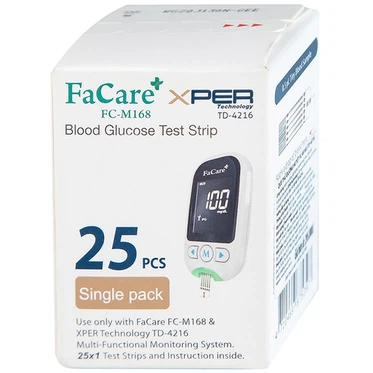 FaCare+ XPER
Technology
FC-M168 TD-4216
Blood Glucose Test Strip
FaCare+
100
mg/dL
M
25 PCS
Single pack
Use only with FaCare FC-M168 &
XPER Technology TD-4216
Multi-Functional Monitoring System.
25x1 Test Strips and Instruction inside.